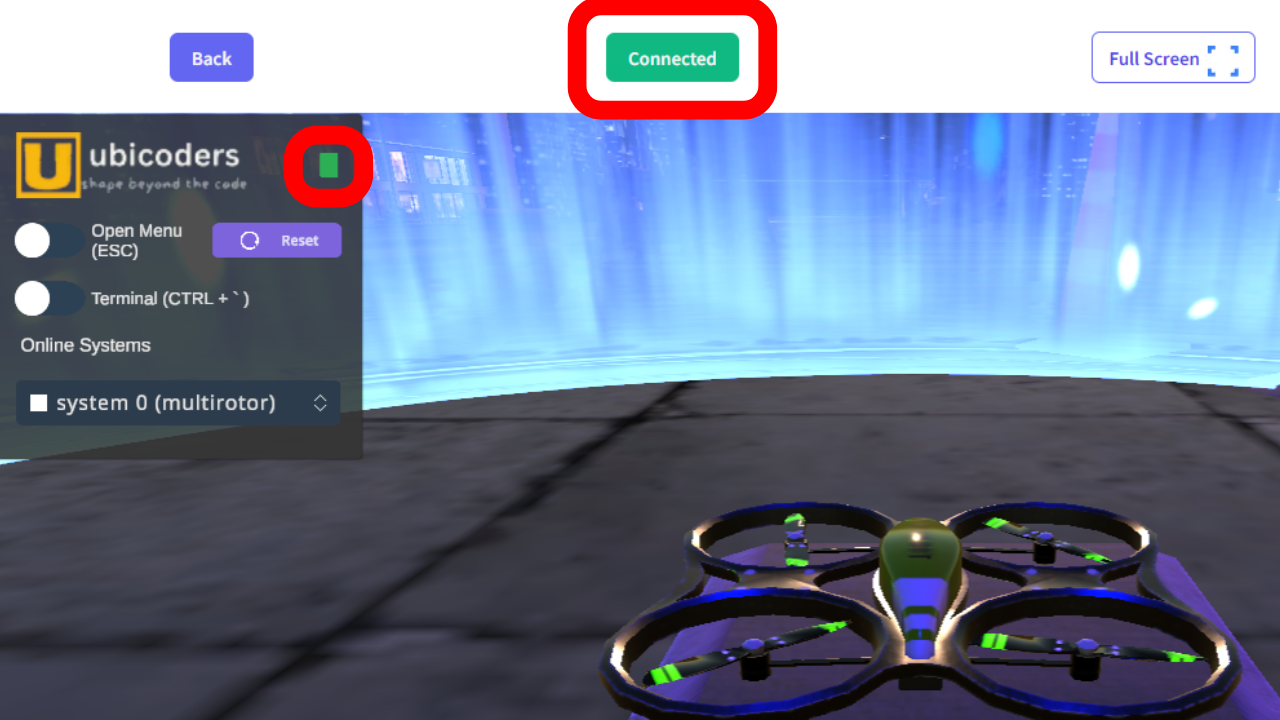 Back
Connected
Full Screen
U
ubicoders
shape beyond the code
Open Menu
(ESC)
Reset
Terminal (CTRL + ` )
Online Systems
system 0 (multirotor)